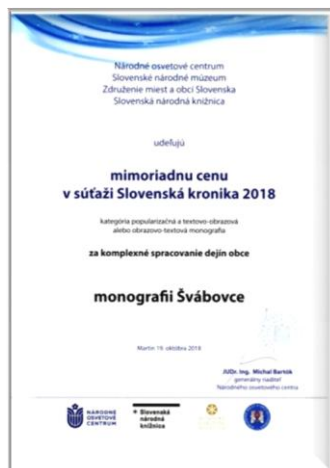 Národné osvetové centrum
Slovenské národné múzeum
Združenie miest a obcí Slovenska
Slovenská národná knižnica
udeľujú
mimoriadnu cenu
v súťaži Slovenská kronika 2018
kategória popularizačná a textovo-obrazová
alebo obrazovo-textová monografia
za komplexné spracovanie dejín obce
monografii Švábovce
Martin 19. októbra 2018
JUDr. Ing. Michal Bartók
generálny riaditeľ
Národného osvetového centra
NÁRODNÉ
OSVETOVÉ
CENTRUM
Slovenská
národná
knižnica